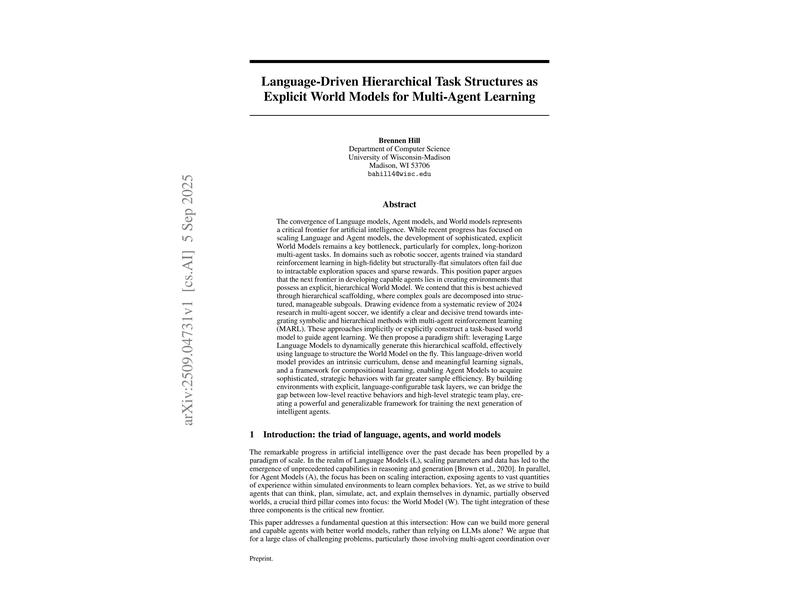 Language-Driven Hierarchical Task Structures as
Explicit World Models for Multi-Agent Learning
Brennen Hill
Department of Computer Science
University of Wisconsin-Madison
Madison, WI 53706
bahill4@wisc.edu
Abstract
The convergence of Language models, Agent models, and World models represents
a critical frontier for artificial intelligence. While recent progress has focused on
scaling Language and Agent models, the development of sophisticated, explicit
World Models remains a key bottleneck, particularly for complex, long-horizon
multi-agent tasks. In domains such as robotic soccer, agents trained via standard
reinforcement learning in high-fidelity but structurally-flat simulators often fail due
to intractable exploration spaces and sparse rewards. This position paper argues
that the next frontier in developing capable agents lies in creating environments that
possess an explicit, hierarchical World Model. We contend that this is best achieved
through hierarchical scaffolding, where complex goals are decomposed into struc-
tured, manageable subgoals. Drawing evidence from a systematic review of 2024
research in multi-agent soccer, we identify a clear and decisive trend towards inte-
grating symbolic and hierarchical methods with multi-agent reinforcement learning
(MARL). These approaches implicitly or explicitly construct a task-based world
model to guide agent learning. We then propose a paradigm shift: leveraging Large
Language Models to dynamically generate this hierarchical scaffold, effectively
using language to structure the World Model on the fly. This language-driven world
model provides an intrinsic curriculum, dense and meaningful learning signals,
and a framework for compositional learning, enabling Agent Models to acquire
sophisticated, strategic behaviors with far greater sample efficiency. By building
environments with explicit, language-configurable task layers, we can bridge the
gap between low-level reactive behaviors and high-level strategic team play, cre-
ating a powerful and generalizable framework for training the next generation of
intelligent agents.
1 Introduction: the triad of language, agents, and world models
The remarkable progress in artificial intelligence over the past decade has been propelled by a
paradigm of scale. In the realm of Language Models (L), scaling parameters and data has led to the
emergence of unprecedented capabilities in reasoning and generation [Brown et al., 2020]. In parallel,
for Agent Models (A), the focus has been on scaling interaction, exposing agents to vast quantities
of experience within simulated environments to learn complex behaviors. Yet, as we strive to build
agents that can think, plan, simulate, act, and explain themselves in dynamic, partially observed
worlds, a crucial third pillar comes into focus: the World Model (W). The tight integration of these
three components is the critical new frontier.
This paper addresses a fundamental question at this intersection: How can we build more general
and capable agents with better world models, rather than relying on LLMs alone? We argue that
for a large class of challenging problems, particularly those involving multi-agent coordination over
Preprint.
arXiv:2509.04731v1 [cs.AI] 5 Sep 2025